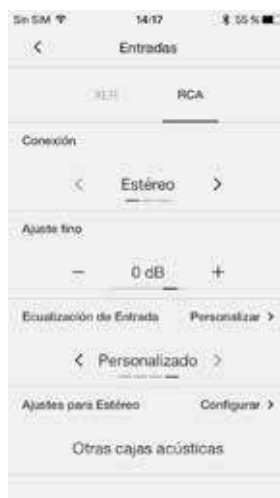 Sin SIM 14:17 55 %
< Entradas
XLR RCA
Conexión
< Estéreo >
Ajuste fino
− 0 dB +
Ecualización de Entrada Personalizar >
< Personalizado >
Ajustes para Estéreo Configurar >
Otras cajas acústicas